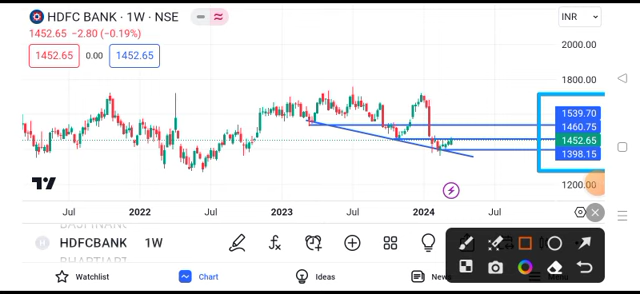 HDFC BANK · 1W · NSE
INR
1452.65 −2.80 (−0.19%)
1452.65 0.00 1452.65
2000.00
1800.00
1539.70
1460.75
1452.65
1398.15
1200.00
Jul 2022 Jul 2023 Jul 2024 Jul
HDFCBANK 1W
Watchlist Chart Ideas News Menu